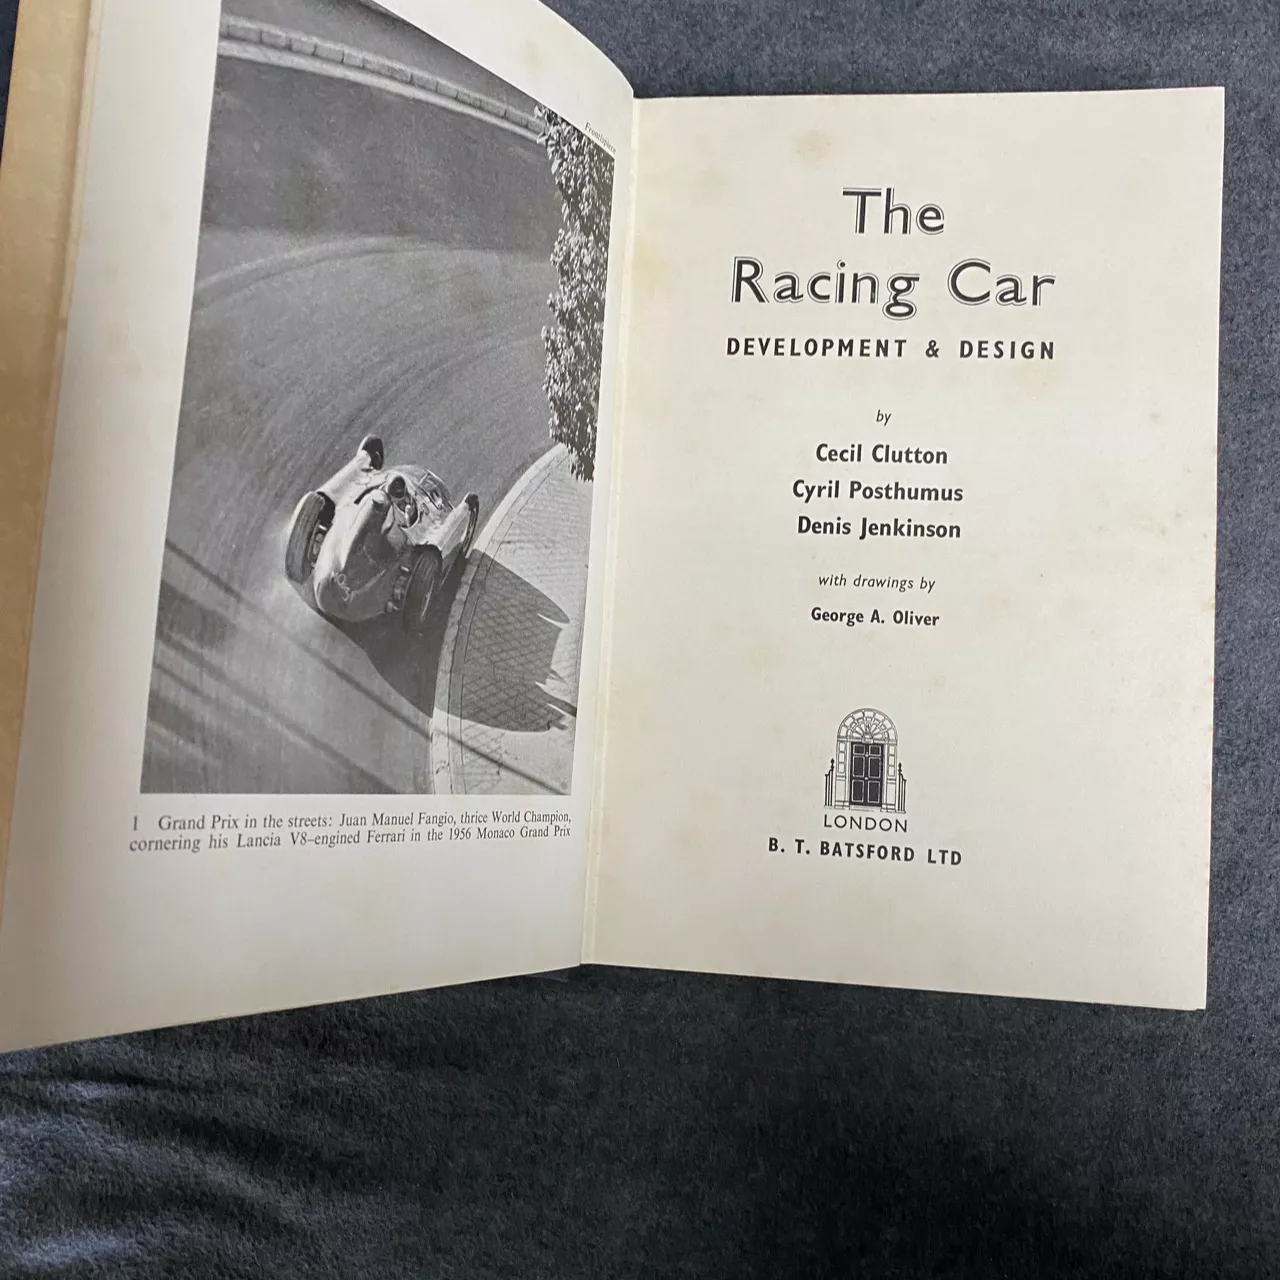 Frontispiece
1 Grand Prix in the streets: Juan Manuel Fangio, thrice World Champion,
cornering his Lancia V8-engined Ferrari in the 1956 Monaco Grand Prix
The
Racing Car
DEVELOPMENT & DESIGN
by
Cecil Clutton
Cyril Posthumus
Denis Jenkinson
with drawings by
George A. Oliver
LONDON
B. T. BATSFORD LTD